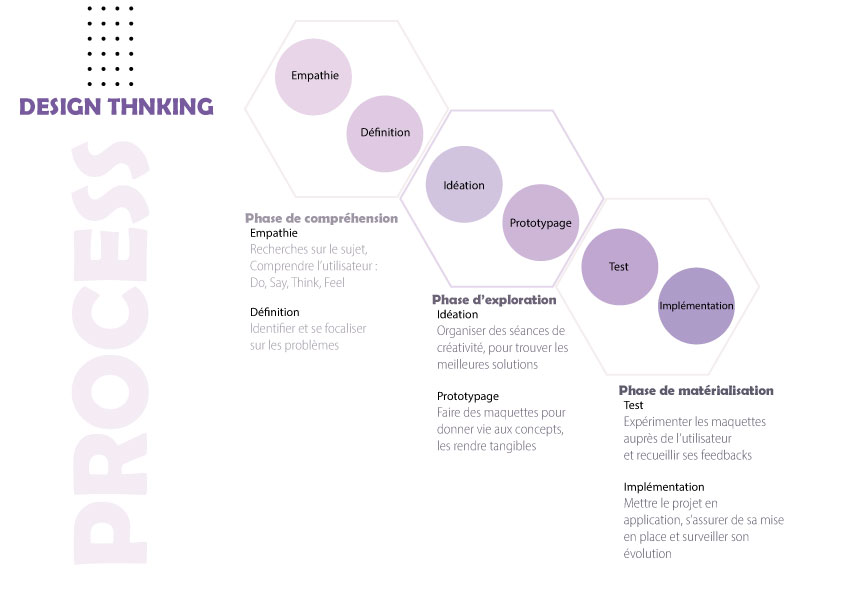 DESIGN THNKING
PROCESS
Empathie
Définition
Idéation
Prototypage
Test
Implémentation
Phase de compréhension
Empathie
Recherches sur le sujet,
Comprendre l'utilisateur :
Do, Say, Think, Feel
Définition
Identifier et se focaliser
sur les problèmes
Phase d'exploration
Idéation
Organiser des séances de
créativité, pour trouver les
meilleures solutions
Prototypage
Faire des maquettes pour
donner vie aux concepts,
les rendre tangibles
Phase de matérialisation
Test
Expérimenter les maquettes
auprès de l'utilisateur
et recueillir ses feedbacks
Implémentation
Mettre le projet en
application, s'assurer de sa mise
en place et surveiller son
évolution